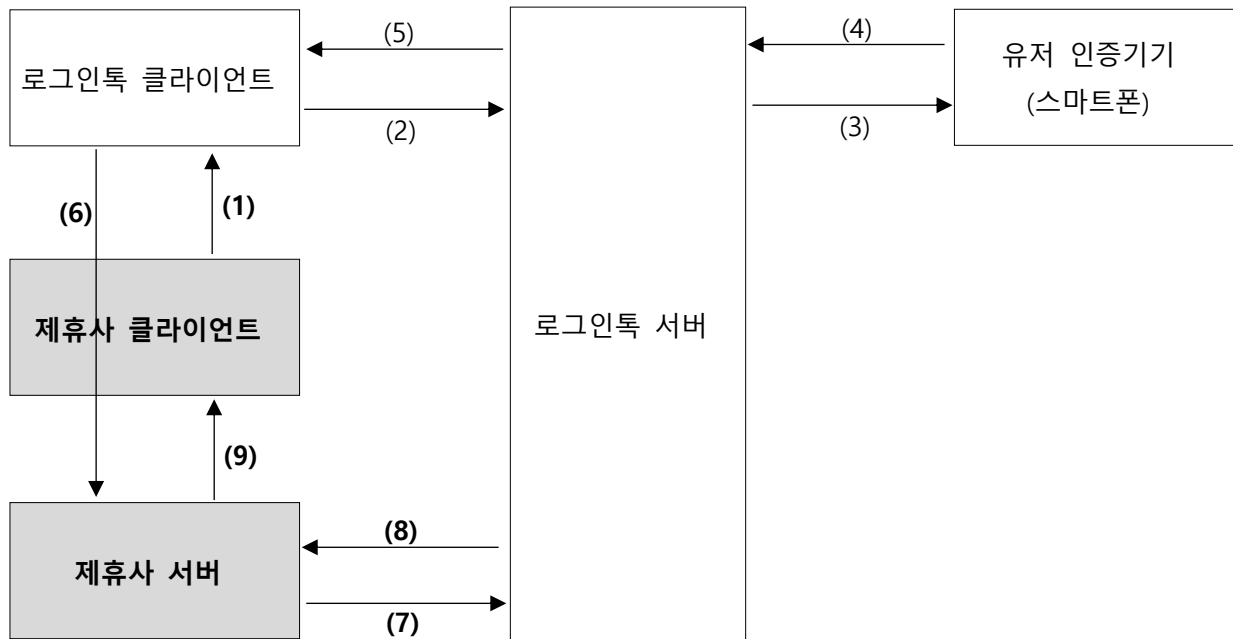 (5)
(4)
로그인톡 클라이언트
유저 인증기기
(스마트폰)
(2)
(3)
(6)
(1)
제휴사 클라이언트
로그인톡 서버
(9)
(8)
제휴사 서버
(7)